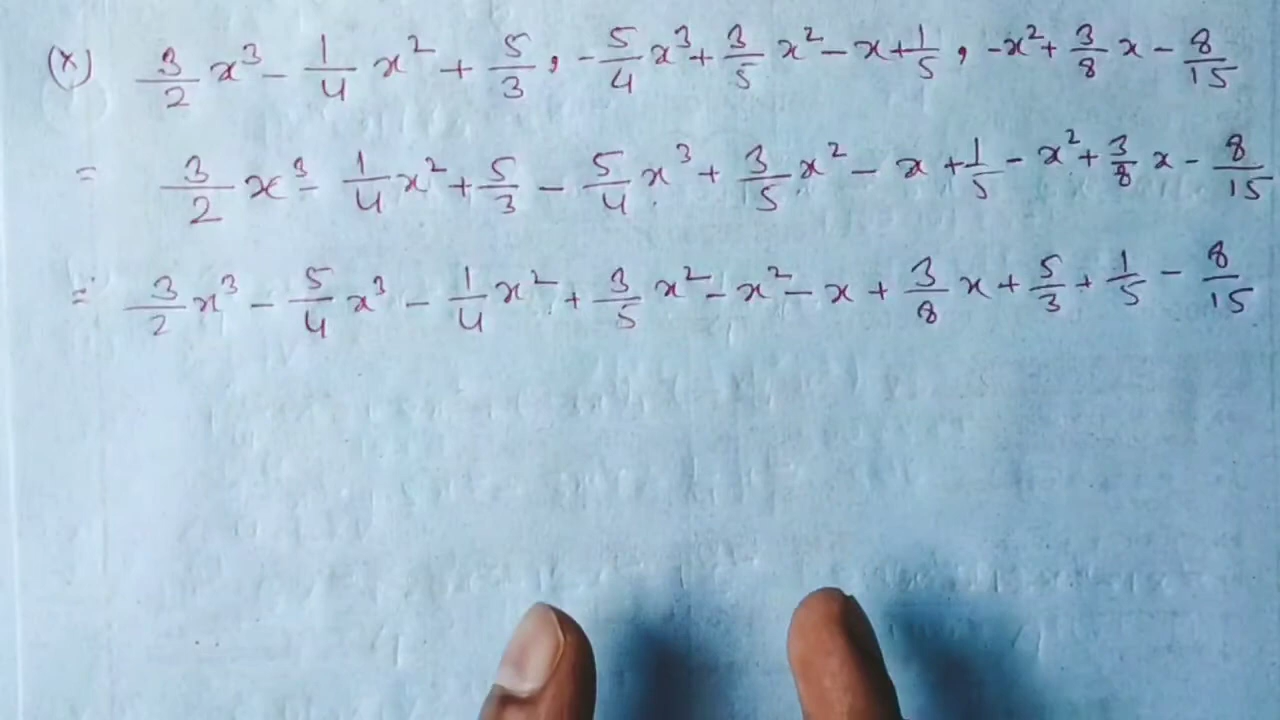 (x) 3/2 x³ - 1/4 x² + 5/3, -5/4 x³ + 3/5 x² - x + 1/5, -x² + 3/8 x - 8/15
= 3/2 x³ - 1/4 x² + 5/3 - 5/4 x³ + 3/5 x² - x + 1/5 - x² + 3/8 x - 8/15
= 3/2 x³ - 5/4 x³ - 1/4 x² + 3/5 x² - x² - x + 3/8 x + 5/3 + 1/5 - 8/15